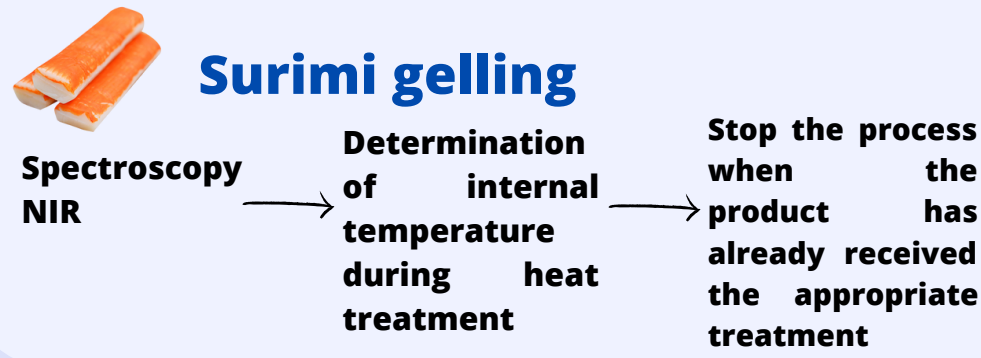 Surimi gelling
Spectroscopy
NIR
Determination
of internal
temperature
during heat
treatment
Stop the process
when the
product has
already received
the appropriate
treatment